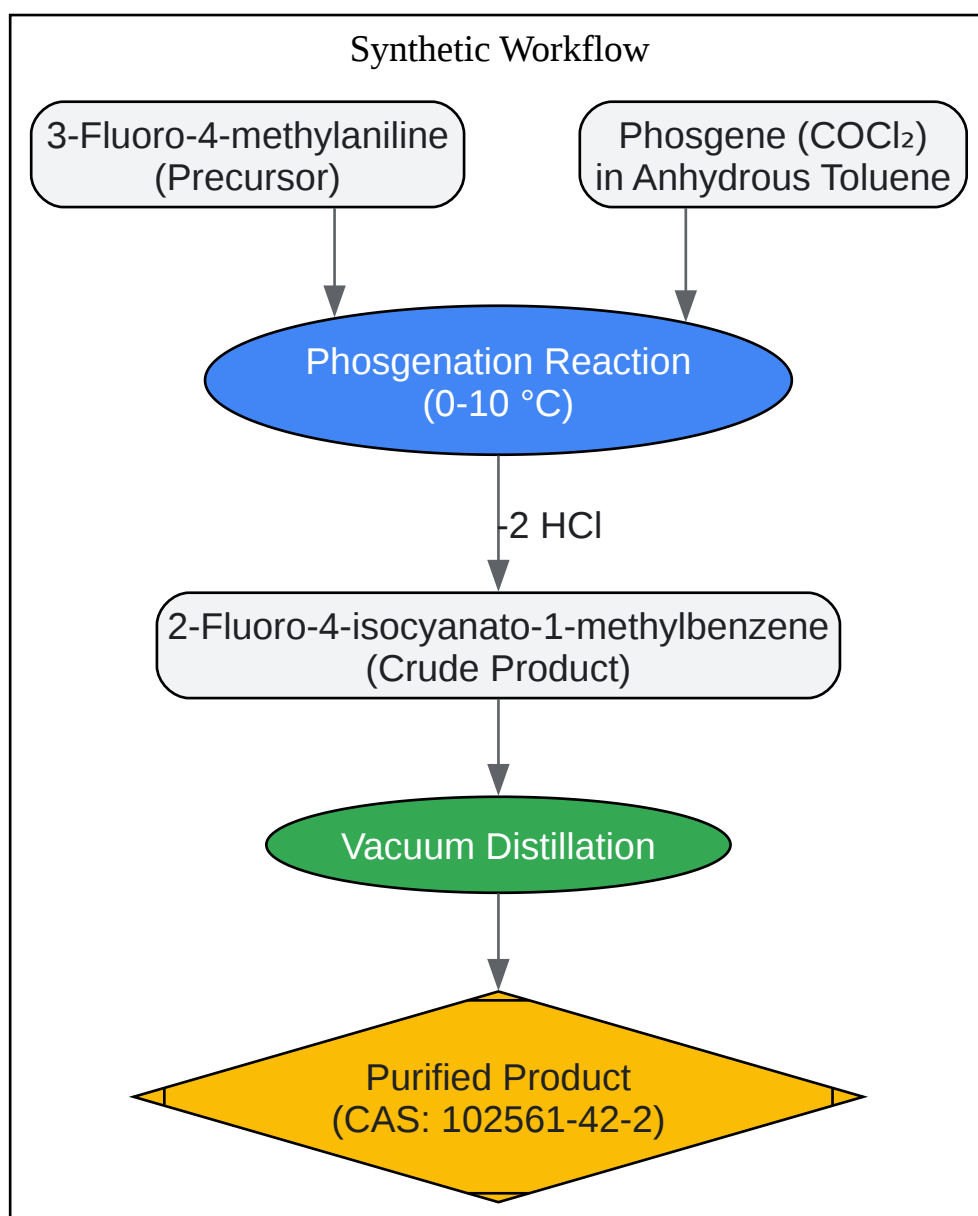 Synthetic Workflow
3-Fluoro-4-methylaniline
(Precursor)
Phosgene (COCl₂)
in Anhydrous Toluene
Phosgenation Reaction
(0-10 °C)
-2 HCl
2-Fluoro-4-isocyanato-1-methylbenzene
(Crude Product)
Vacuum Distillation
Purified Product
(CAS: 102561-42-2)